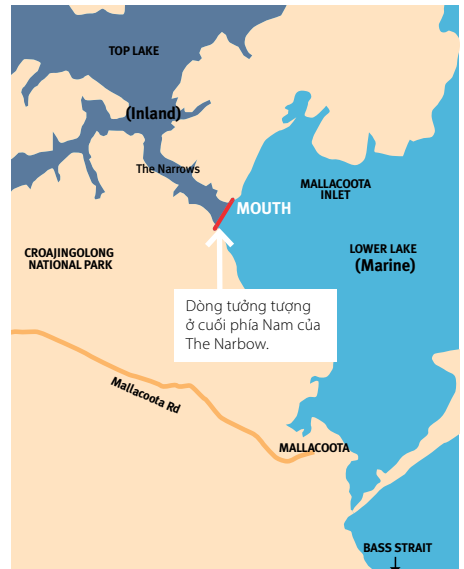 TOP LAKE
(Inland)
The Narrows
MOUTH
MALLACOOTA
INLET
CROAJINGOLONG
NATIONAL PARK
LOWER LAKE
(Marine)
Dòng tưởng tượng
ở cuối phía Nam của
The Narbow.
Mallacoota Rd
MALLACOOTA
BASS STRAIT